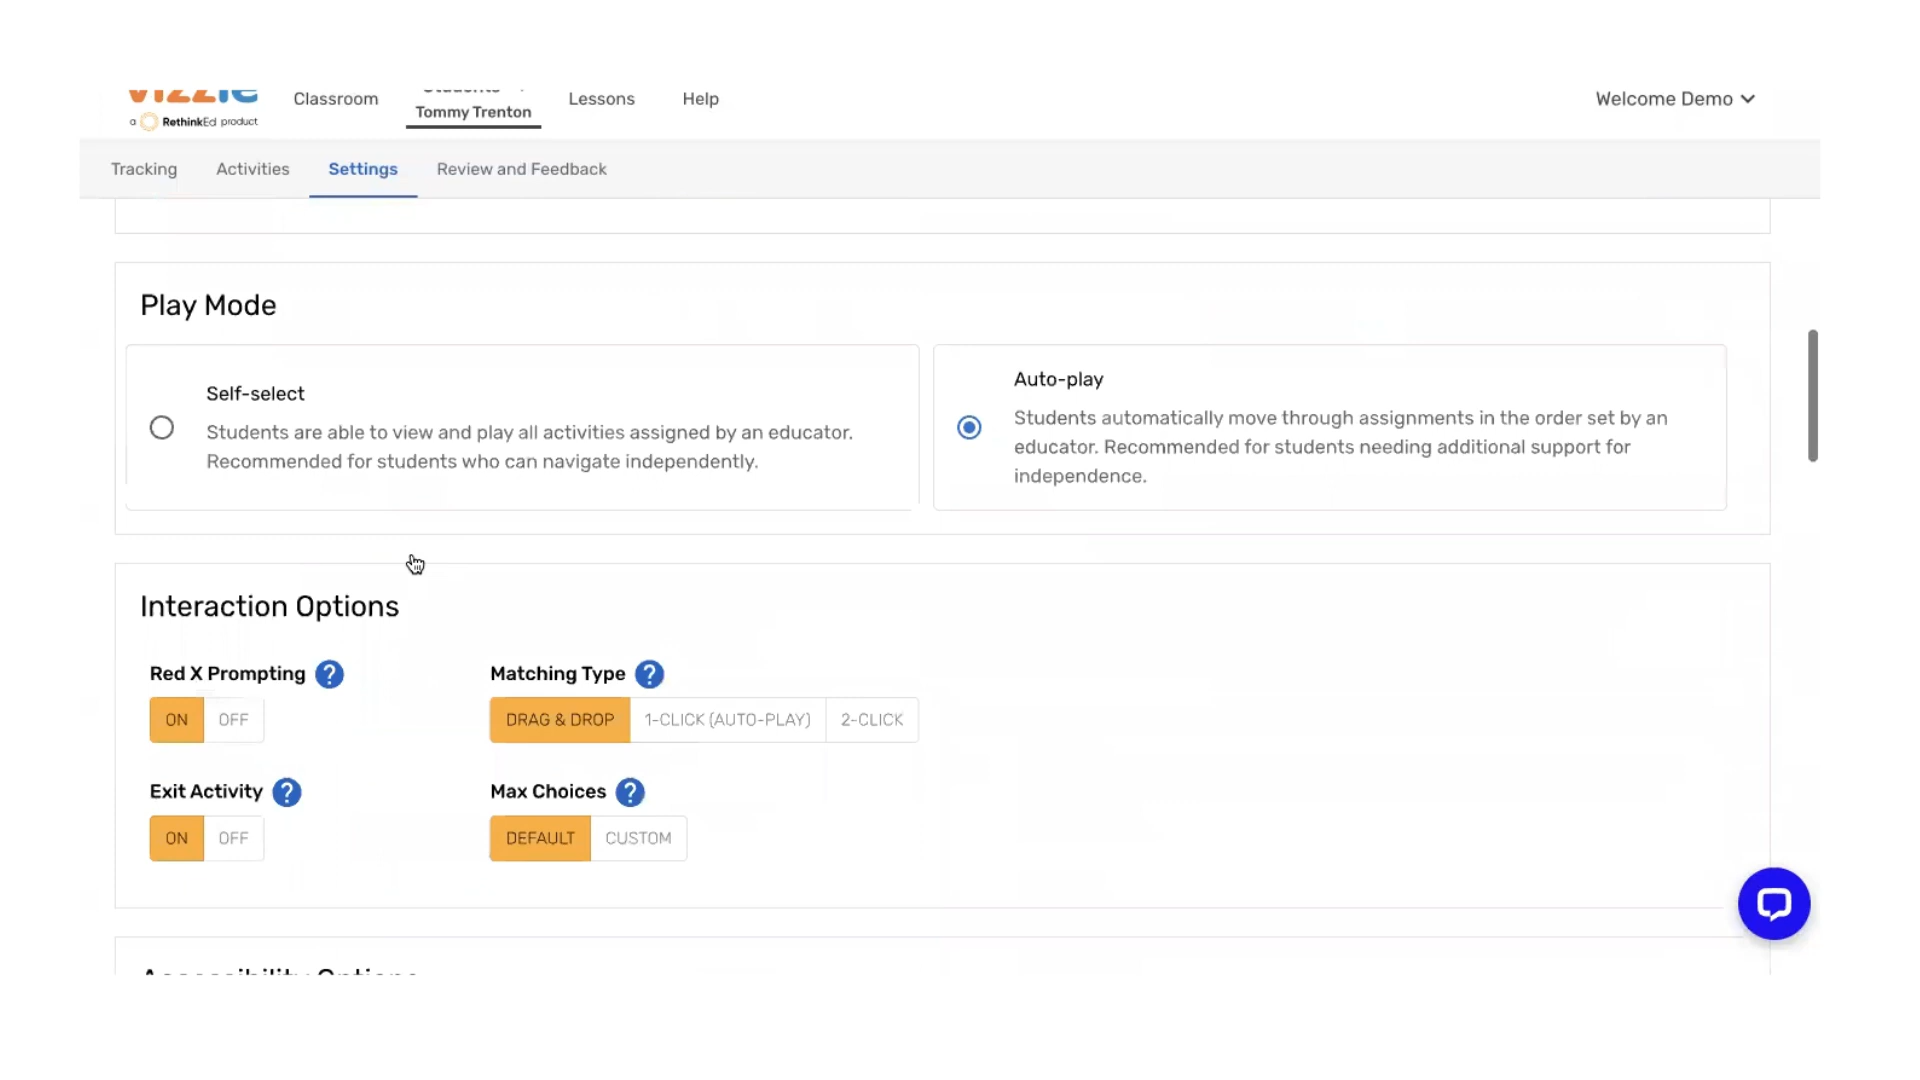 Vizzle
a RethinkEd product
Classroom
Students
Tommy Trenton
Lessons
Help
Welcome Demo
Tracking
Activities
Settings
Review and Feedback
Play Mode
Self-select
Students are able to view and play all activities assigned by an educator.
Recommended for students who can navigate independently.
Auto-play
Students automatically move through assignments in the order set by an
educator. Recommended for students needing additional support for
independence.
Interaction Options
Red X Prompting ?
ON OFF
Matching Type ?
DRAG & DROP 1-CLICK (AUTO-PLAY) 2-CLICK
Exit Activity ?
ON OFF
Max Choices ?
DEFAULT CUSTOM
Accessibility Options